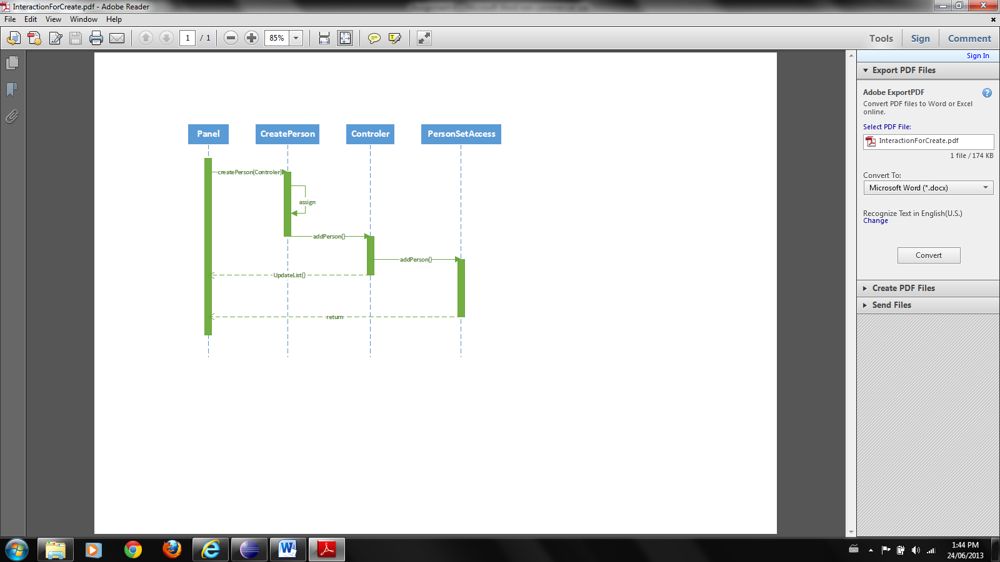 InteractionForCreate.pdf - Adobe Reader
File Edit View Window Help
1 / 1 85% Tools Sign Comment
Sign In
Export PDF Files
Adobe ExportPDF
Convert PDF files to Word or Excel
online.
Select PDF File:
InteractionForCreate.pdf
1 file / 174 KB
Convert To:
Microsoft Word (*.docx)
Recognize Text in English(U.S.)
Change
Convert
Create PDF Files
Send Files
Panel CreatePerson Controler PersonSetAccess
createPerson(Controler)
assign
addPerson()
addPerson()
UpdateList()
return
1:44 PM
24/06/2013